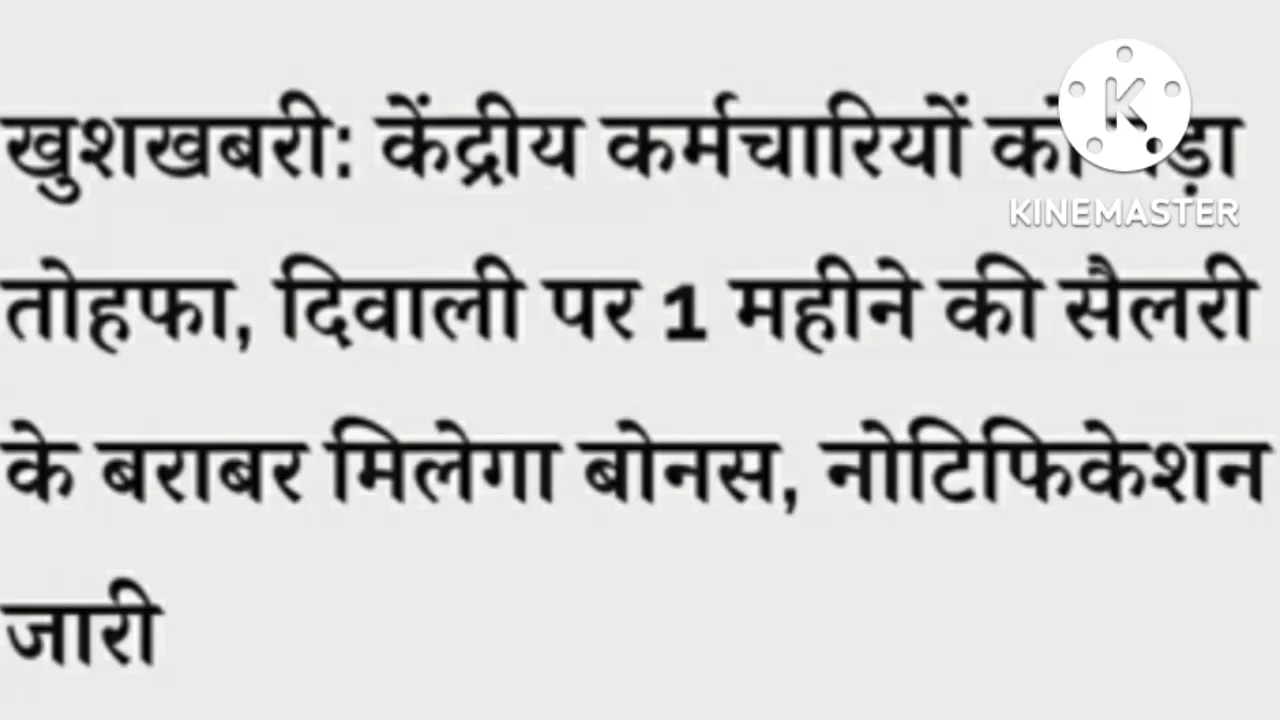 खुशखबरी: केंद्रीय कर्मचारियों को
तोहफा, दिवाली पर 1 महीने की सैलरी
के बराबर मिलेगा बोनस, नोटिफिकेशन
जारी
K
KINEMASTER